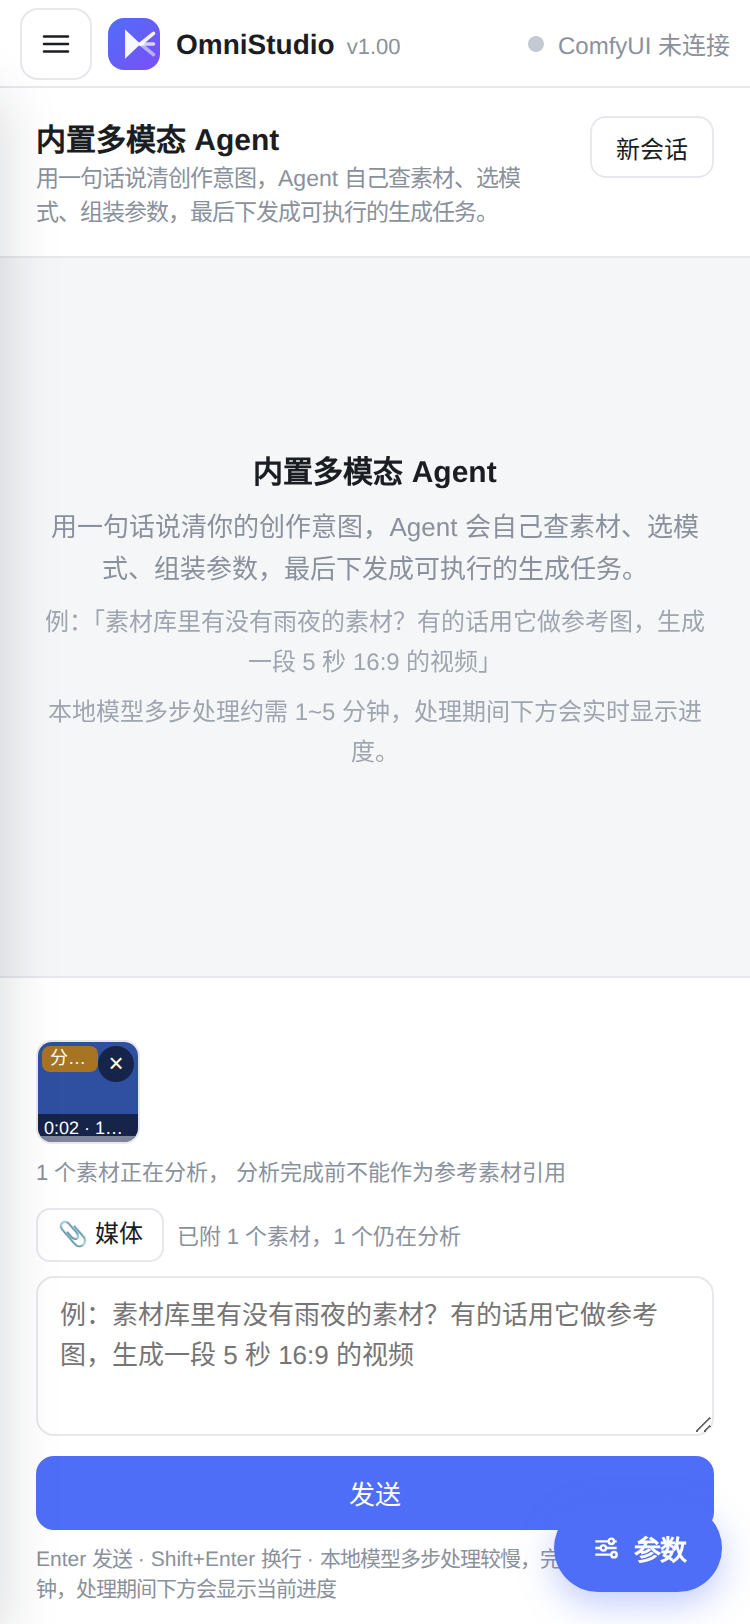 OmniStudio v1.00
ComfyUI 未连接
内置多模态 Agent
新会话
用一句话说清创作意图，Agent 自己查素材、选模
式、组装参数，最后下发成可执行的生成任务。
内置多模态 Agent
用一句话说清你的创作意图，Agent 会自己查素材、选模
式、组装参数，最后下发成可执行的生成任务。
例：「素材库里有没有雨夜的素材？有的话用它做参考图，生成
一段 5 秒 16:9 的视频」
本地模型多步处理约需 1~5 分钟，处理期间下方会实时显示进
度。
分…
✕
0:02 · 1…
1 个素材正在分析， 分析完成前不能作为参考素材引用
📎 媒体
已附 1 个素材，1 个仍在分析
例：素材库里有没有雨夜的素材？有的话用它做参考
图，生成一段 5 秒 16:9 的视频
发送
Enter 发送 · Shift+Enter 换行 · 本地模型多步处理较慢，完
钟，处理期间下方会显示当前进度
参数